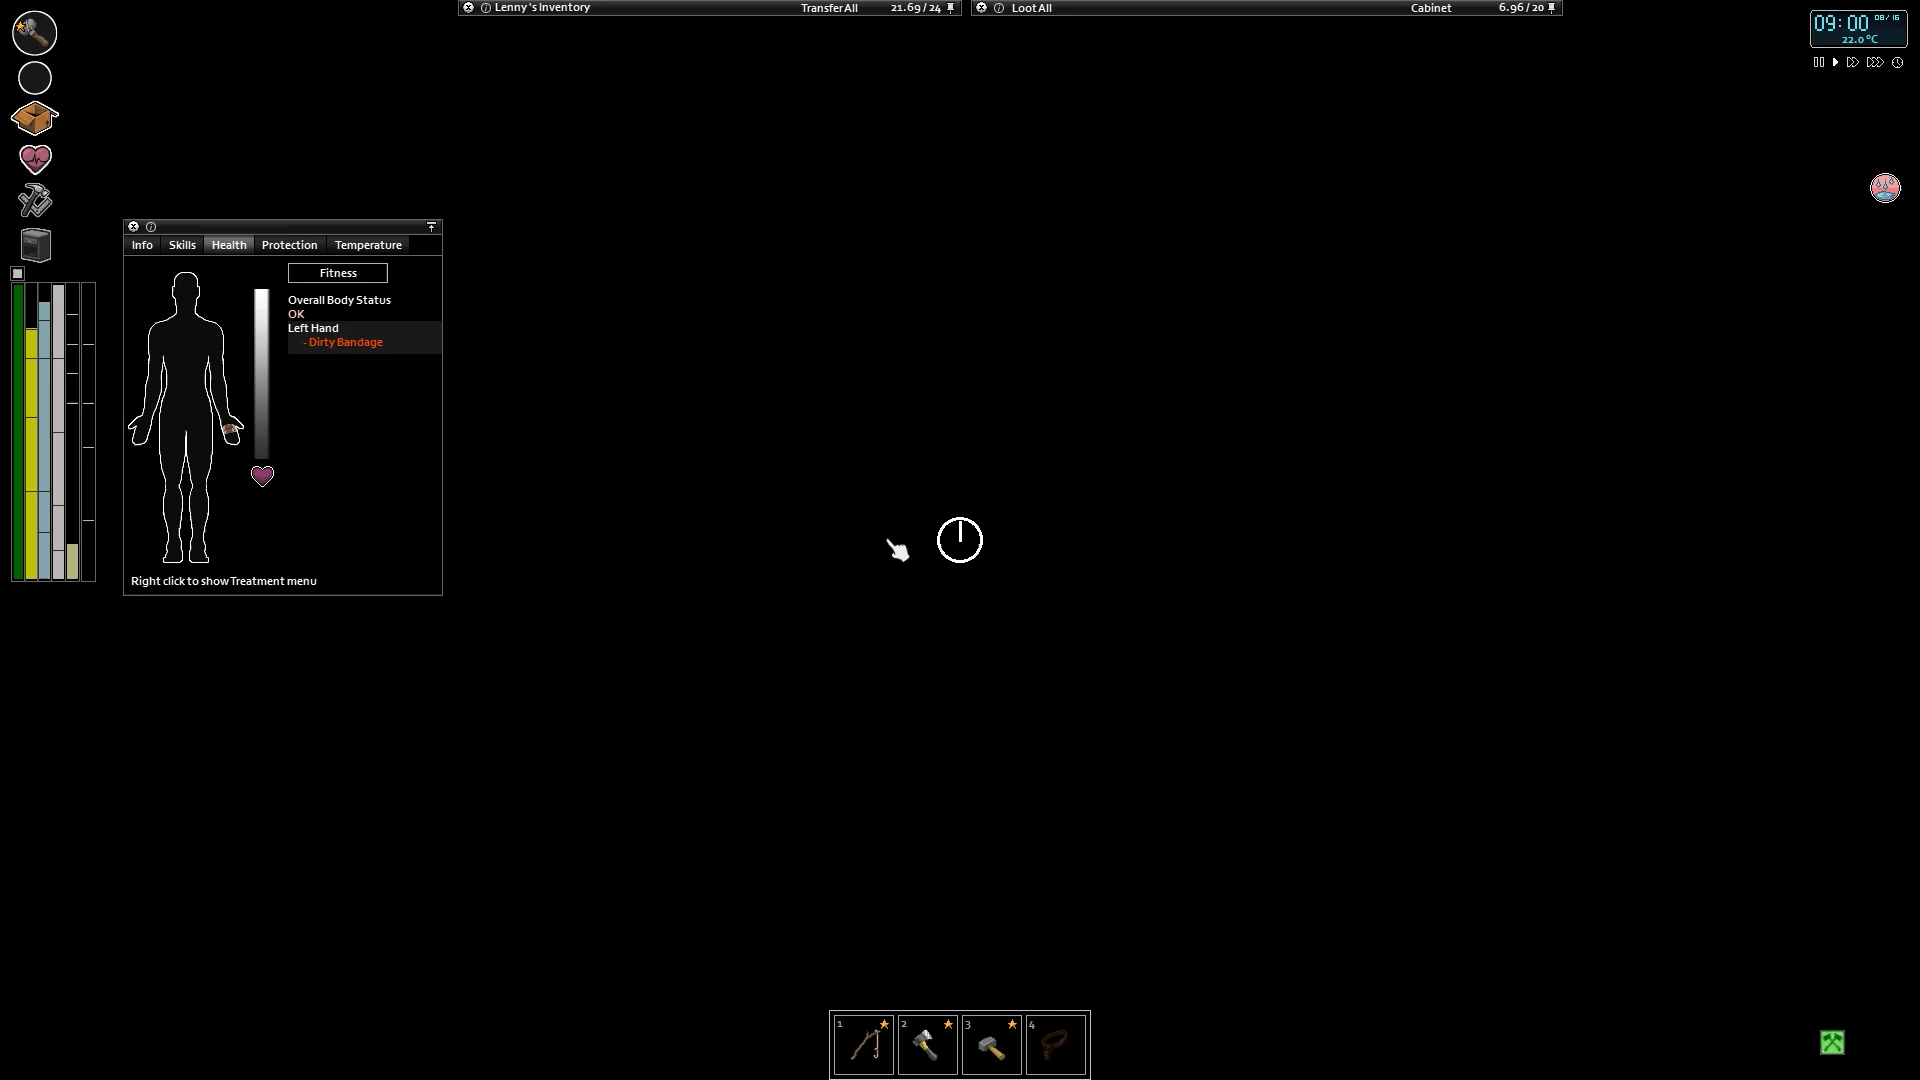 Lenny 's Inventory Transfer All 21.69 / 24
Loot All Cabinet 6.96 / 20
09:00 08/16
22.0 °C
Info Skills Health Protection Temperature
Fitness
Overall Body Status
OK
Left Hand
- Dirty Bandage
Right click to show Treatment menu
1 2 3 4